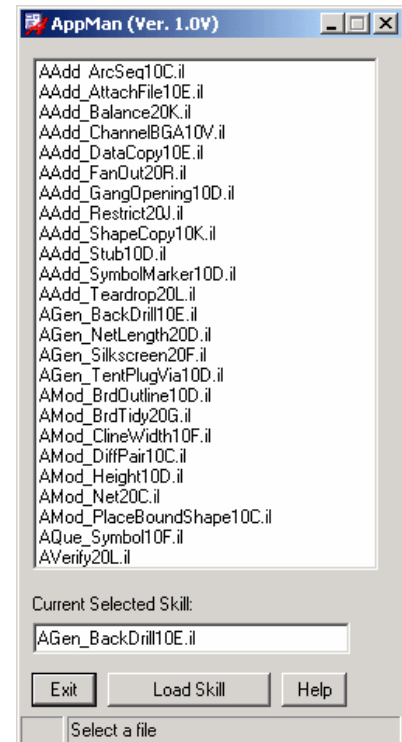 AppMan (Ver. 1.0V)
AAdd_ArcSeg10C.il
AAdd_AttachFile10E.il
AAdd_Balance20K.il
AAdd_ChannelBGA10V.il
AAdd_DataCopy10E.il
AAdd_FanOut20R.il
AAdd_GangOpening10D.il
AAdd_Restrict20J.il
AAdd_ShapeCopy10K.il
AAdd_Stub10D.il
AAdd_SymbolMarker10D.il
AAdd_Teardrop20L.il
AGen_BackDrill10E.il
AGen_NetLength20D.il
AGen_Silkscreen20F.il
AGen_TentPlugVia10D.il
AMod_BrdOutline10D.il
AMod_BrdTidy20G.il
AMod_ClineWidth10F.il
AMod_DiffPair10C.il
AMod_Height10D.il
AMod_Net20C.il
AMod_PlaceBoundShape10C.il
AQue_Symbol10F.il
AVerify20L.il
Current Selected Skill:
AGen_BackDrill10E.il
Exit Load Skill Help
Select a file